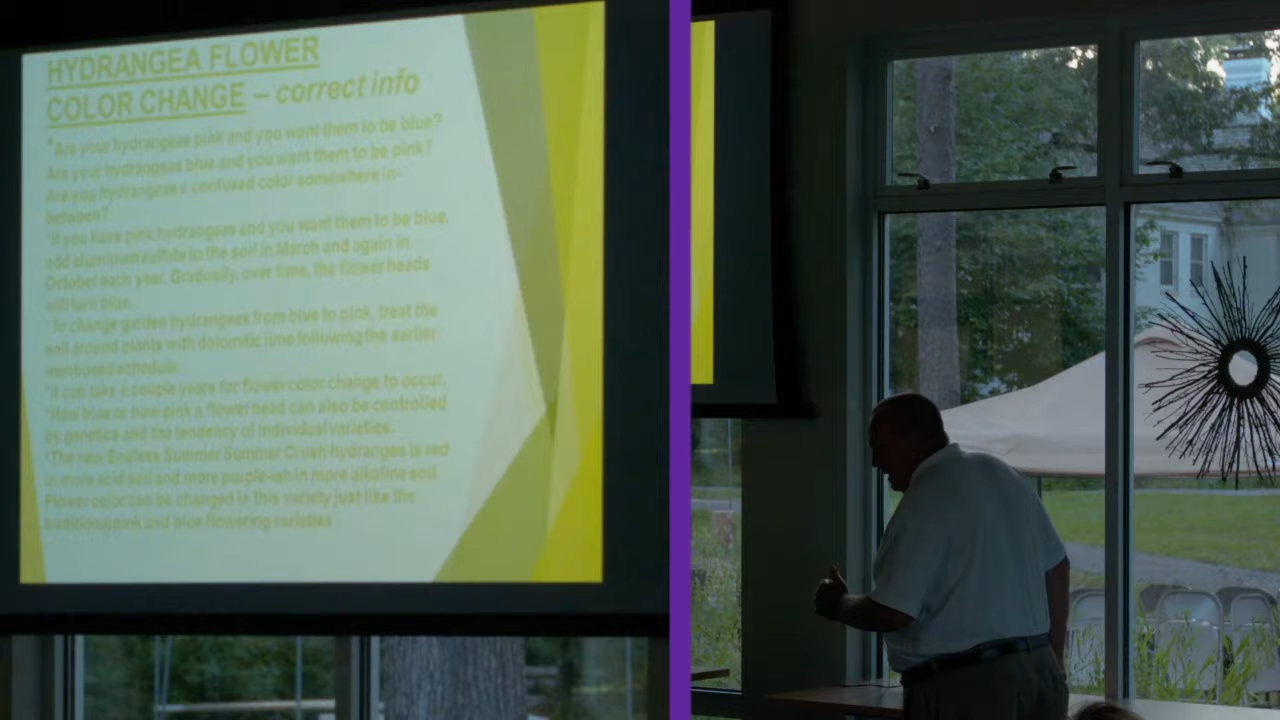 HYDRANGEA FLOWER
COLOR CHANGE – correct info
*Are your hydrangeas pink and you want them to be blue?
Are your hydrangeas blue and you want them to be pink?
Are you hydrangeas a confused color somewhere in-
between?
*If you have pink hydrangeas and you want them to be blue,
add aluminum sulfate to the soil in March and again in
October each year. Gradually, over time, the flower heads
will turn blue.
*To change garden hydrangeas from blue to pink, treat the
soil around plants with dolomitic lime following the earlier
mentioned schedule.
*It can take a couple years for flower color change to occur.
*How blue or how pink a flower head can also be controlled
by genetics and the tendency of individual varieties.
*The new Endless Summer Summer Crush hydrangea is red
in more acid soil and more purple-ish in more alkaline soil.
Flower color can be changed in this variety just like the
traditional pink and blue flowering varieties